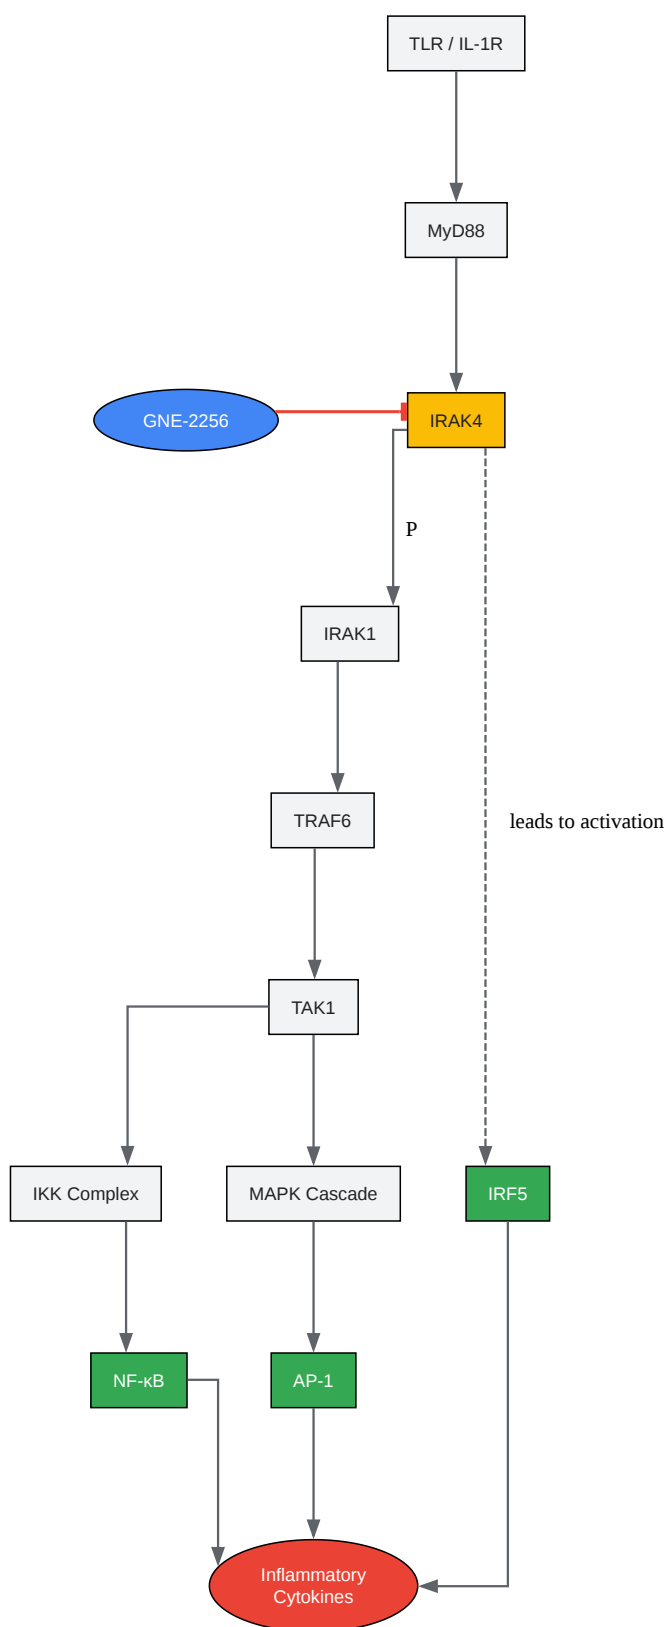 TLR / IL-1R
MyD88
GNE-2256
IRAK4
P
IRAK1
TRAF6
leads to activation
TAK1
IKK Complex
MAPK Cascade
IRF5
NF-κB
AP-1
Inflammatory
Cytokines